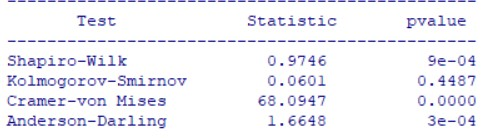 Test Statistic pvalue
Shapiro-Wilk 0.9746 9e-04
Kolmogorov-Smirnov 0.0601 0.4487
Cramer-von Mises 68.0947 0.0000
Anderson-Darling 1.6648 3e-04